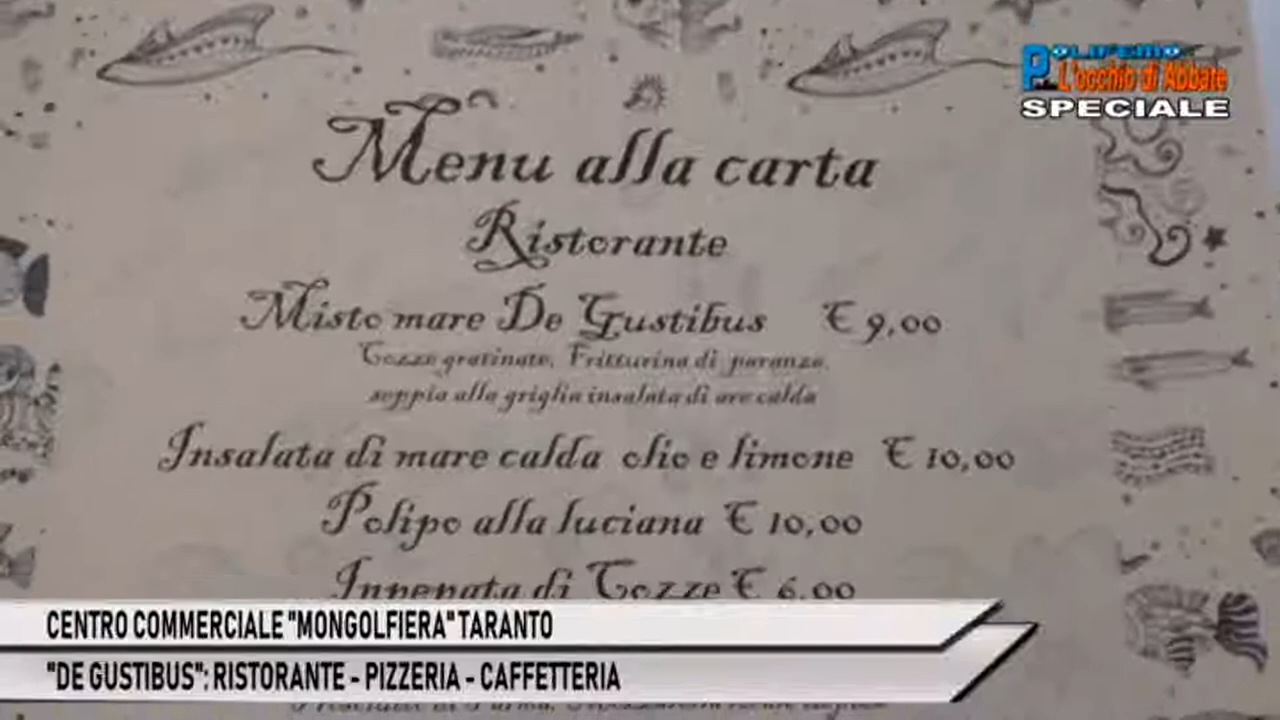 POLIFEMO
L'occhio di Abbate
SPECIALE
Menu alla carta
Ristorante
Misto mare De Gustibus € 9,00
Cozze gratinate, Fritturina di paranza,
seppia alla griglia insalata di mare calda
Insalata di mare calda olio e limone € 10,00
Polipo alla luciana € 10,00
Inpepata di Cozze € 6,00
CENTRO COMMERCIALE "MONGOLFIERA" TARANTO
"DE GUSTIBUS": RISTORANTE - PIZZERIA - CAFFETTERIA